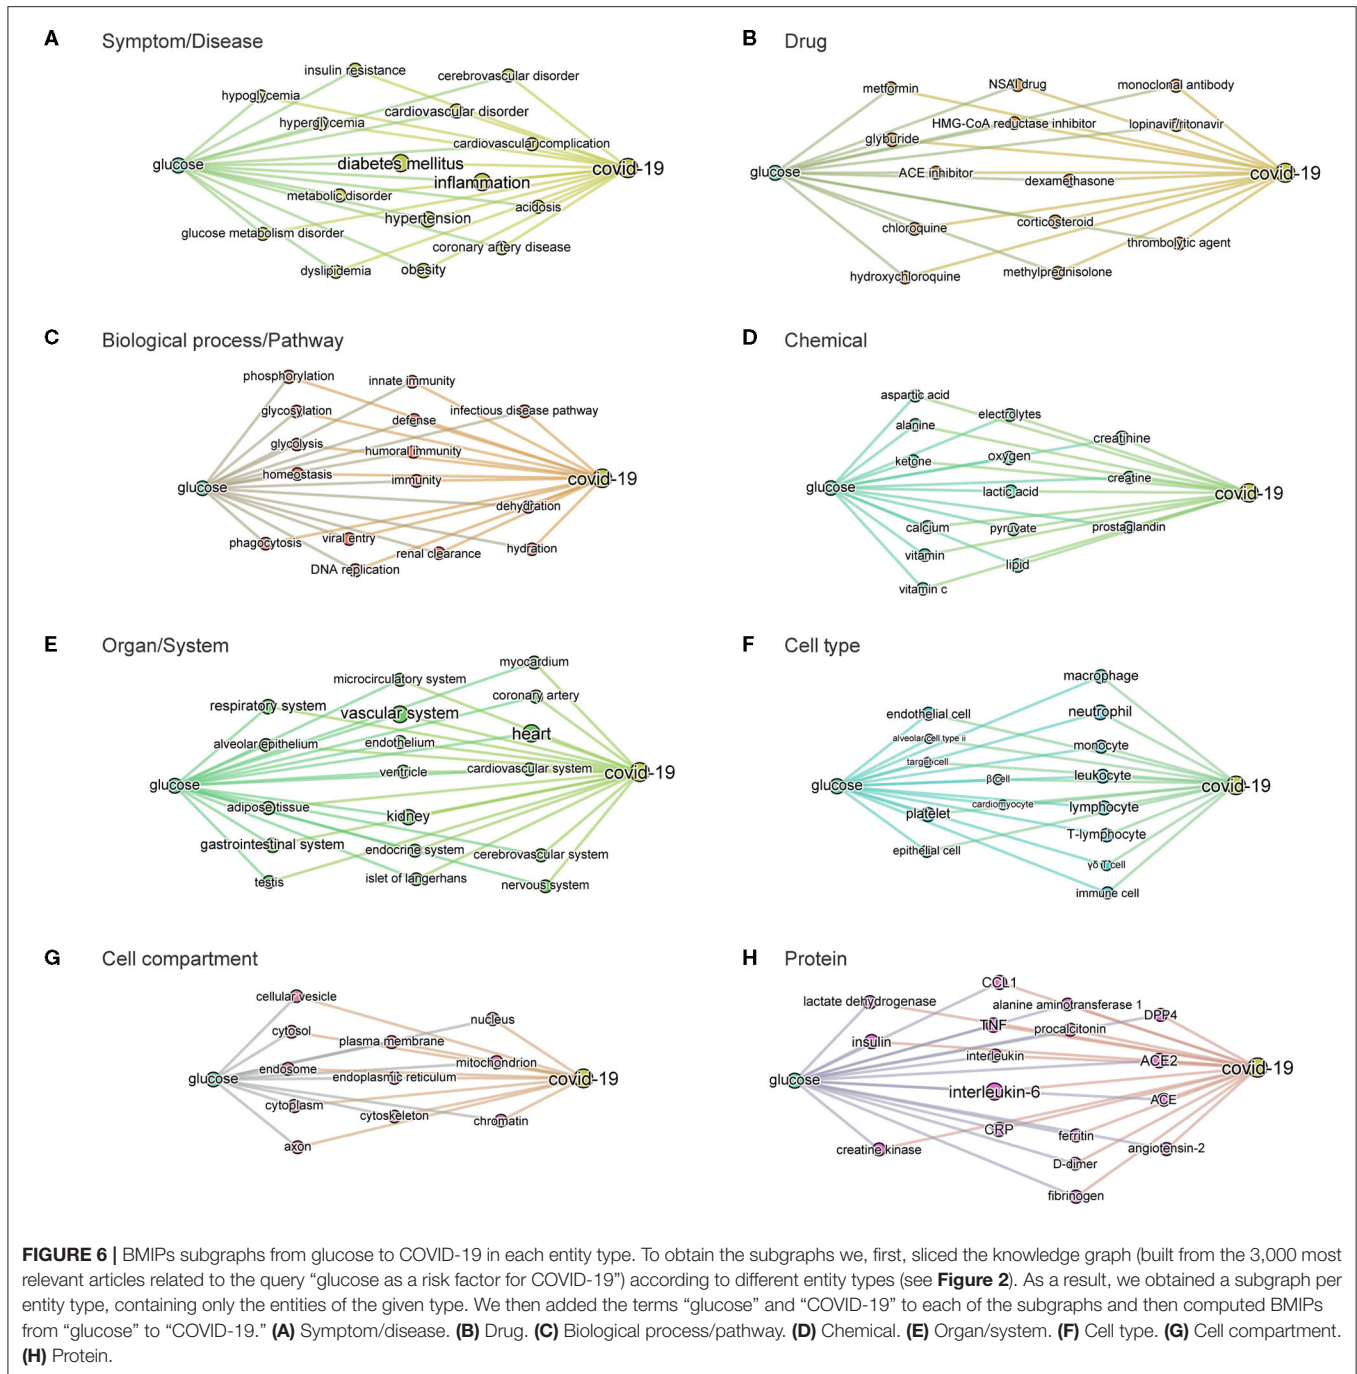 A Symptom/Disease
insulin resistance
cerebrovascular disorder
hypoglycemia
cardiovascular disorder
hyperglycemia
cardiovascular complication
glucose
diabetes mellitus
covid-19
inflammation
metabolic disorder
acidosis
hypertension
glucose metabolism disorder
coronary artery disease
dyslipidemia
obesity
B Drug
metformin
NSAI drug
monoclonal antibody
HMG-CoA reductase inhibitor
lopinavir/ritonavir
glyburide
glucose
ACE inhibitor
dexamethasone
covid-19
chloroquine
corticosteroid
thrombolytic agent
hydroxychloroquine
methylprednisolone
C Biological process/Pathway
phosphorylation
innate immunity
glycosylation
infectious disease pathway
defense
glycolysis
humoral immunity
homeostasis
immunity
covid-19
glucose
dehydration
phagocytosis
viral entry
renal clearance
hydration
DNA replication
D Chemical
aspartic acid
electrolytes
alanine
creatinine
ketone
oxygen
creatine
glucose
lactic acid
covid-19
calcium
pyruvate
prostaglandin
vitamin
lipid
vitamin c
E Organ/System
myocardium
microcirculatory system
coronary artery
respiratory system
vascular system
heart
alveolar epithelium
endothelium
ventricle
cardiovascular system
covid-19
glucose
adipose tissue
kidney
gastrointestinal system
endocrine system
cerebrovascular system
testis
islet of langerhans
nervous system
F Cell type
macrophage
endothelial cell
neutrophil
alveolar cell type ii
monocyte
target cell
β cell
leukocyte
glucose
covid-19
cardiomyocyte
lymphocyte
platelet
T-lymphocyte
epithelial cell
γδ T cell
immune cell
G Cell compartment
cellular vesicle
nucleus
cytosol
plasma membrane
endosome
mitochondrion
glucose
endoplasmic reticulum
covid-19
cytoplasm
cytoskeleton
chromatin
axon
H Protein
CCL1
lactate dehydrogenase
alanine aminotransferase 1
DPP4
TNF
procalcitonin
insulin
interleukin
ACE2
covid-19
glucose
interleukin-6
ACE
CRP
ferritin
creatine kinase
angiotensin-2
D-dimer
fibrinogen
FIGURE 6 | BMIPs subgraphs from glucose to COVID-19 in each entity type. To obtain the subgraphs we, first, sliced the knowledge graph (built from the 3,000 most
relevant articles related to the query “glucose as a risk factor for COVID-19”) according to different entity types (see Figure 2). As a result, we obtained a subgraph per
entity type, containing only the entities of the given type. We then added the terms “glucose” and “COVID-19” to each of the subgraphs and then computed BMIPs
from “glucose” to “COVID-19.” (A) Symptom/disease. (B) Drug. (C) Biological process/pathway. (D) Chemical. (E) Organ/system. (F) Cell type. (G) Cell compartment.
(H) Protein.